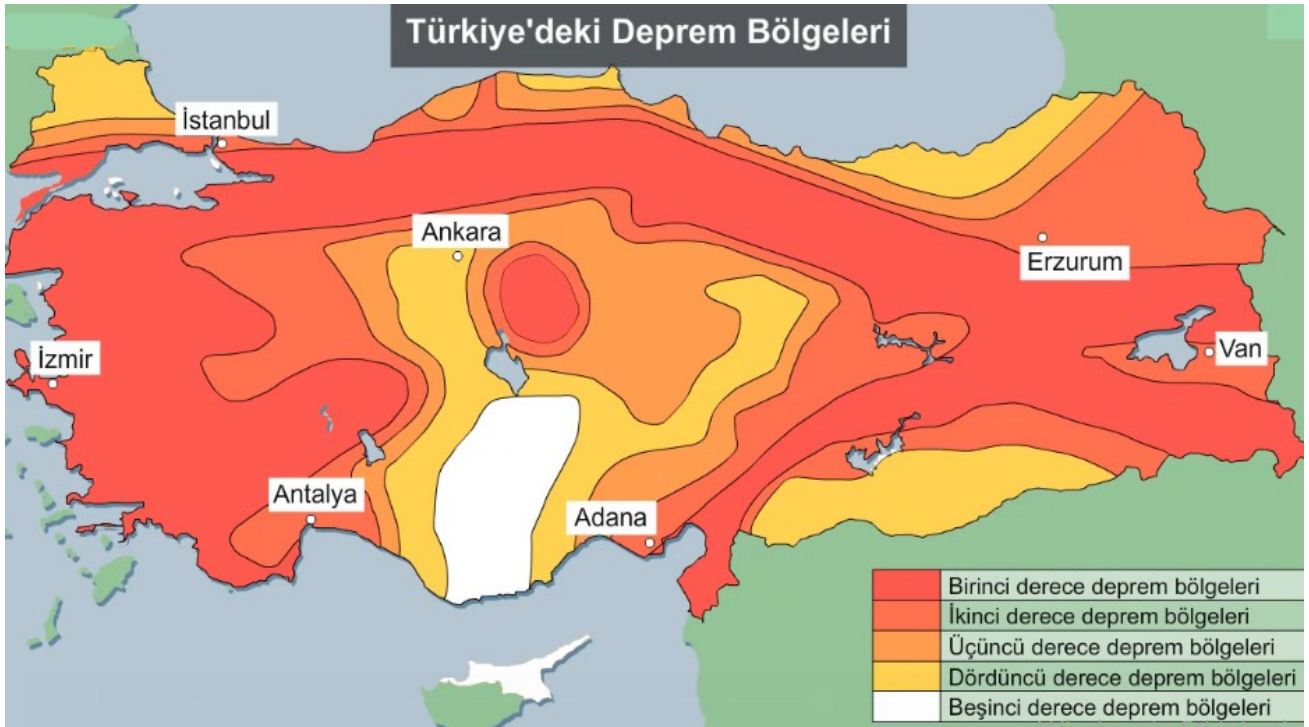 Türkiye'deki Deprem Bölgeleri
İstanbul
Ankara
Erzurum
İzmir
Van
Antalya
Adana
Birinci derece deprem bölgeleri
İkinci derece deprem bölgeleri
Üçüncü derece deprem bölgeleri
Dördüncü derece deprem bölgeleri
Beşinci derece deprem bölgeleri